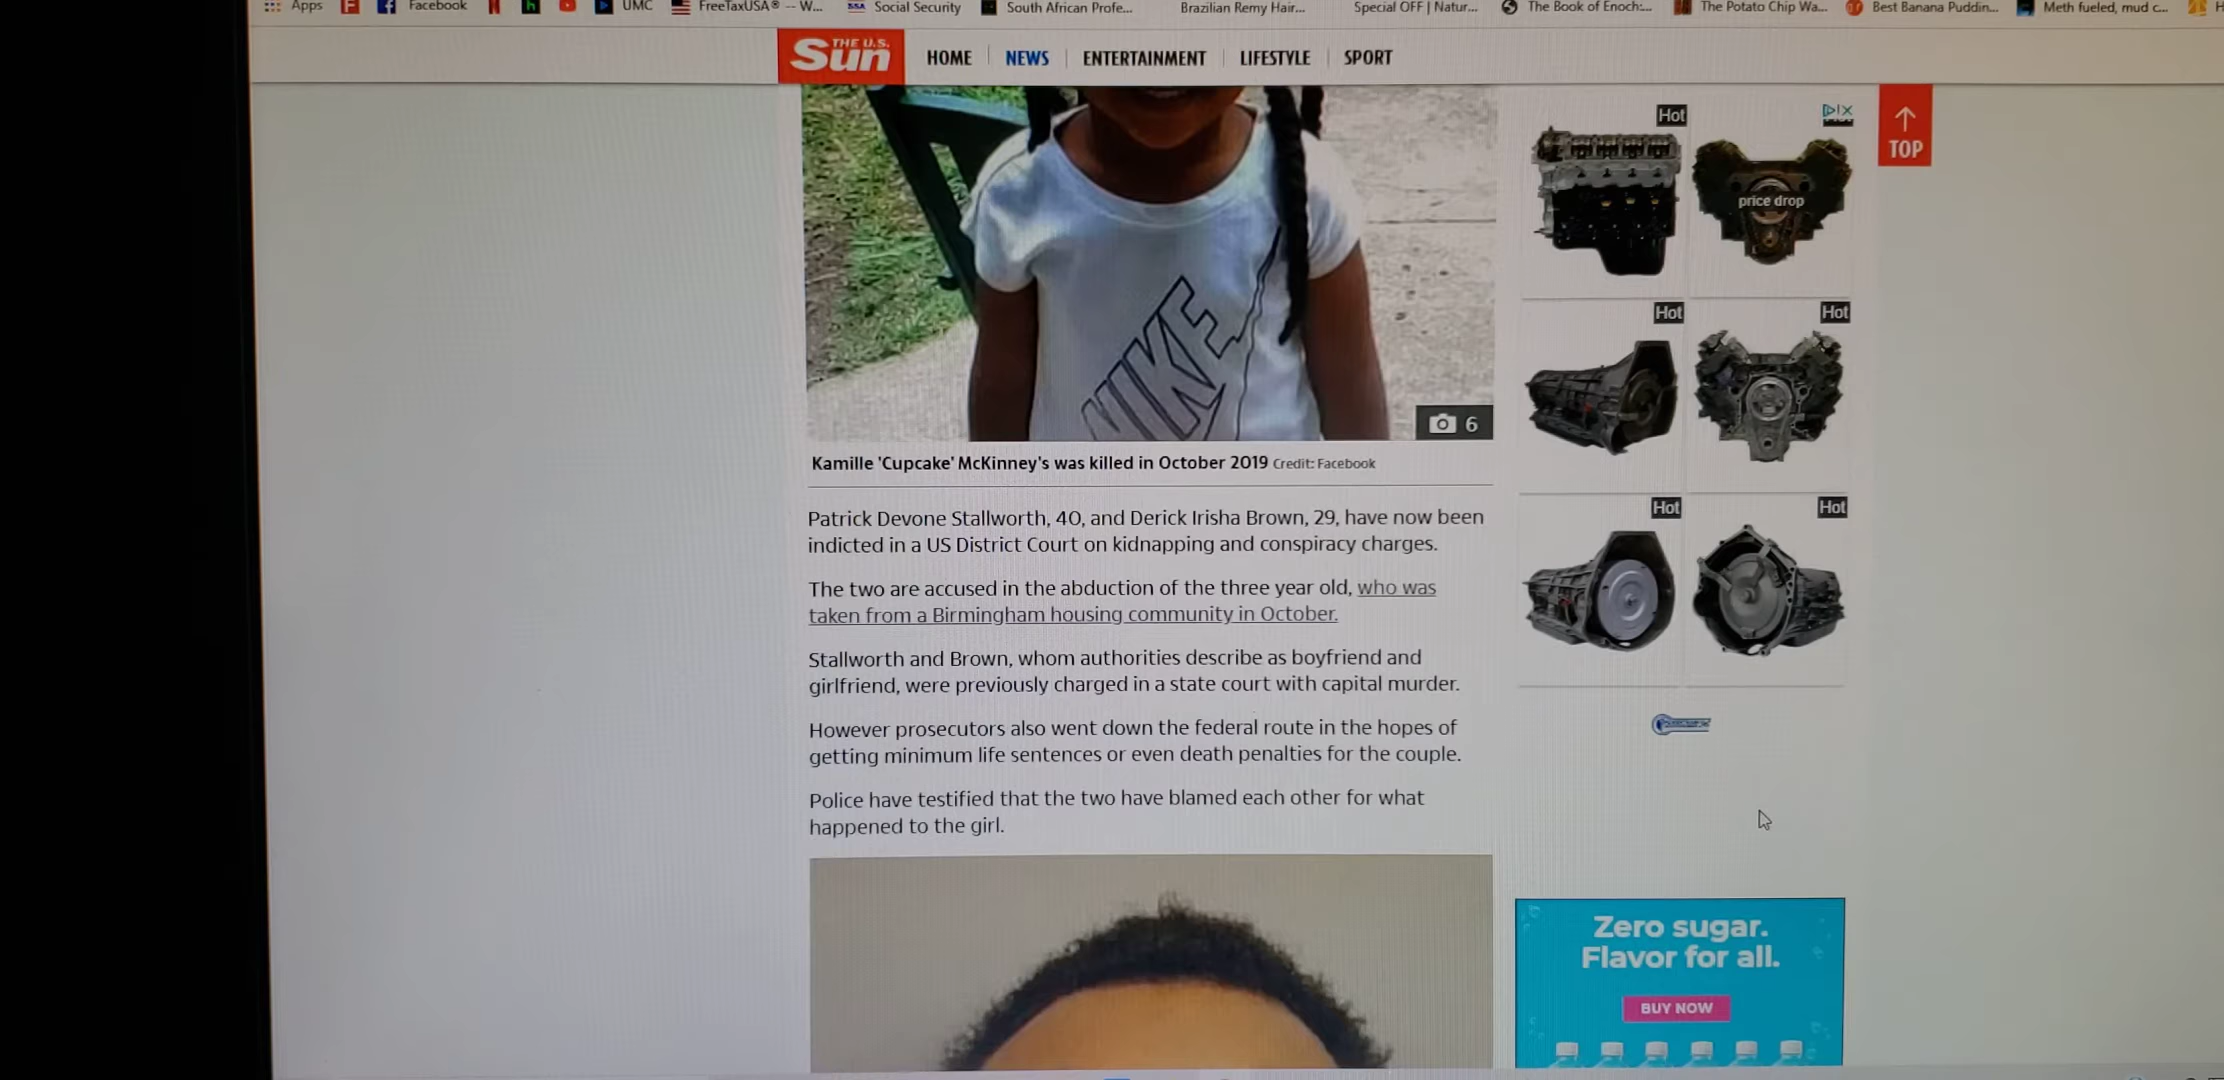 Apps
Facebook
UMC
FreeTaxUSA® -- W...
Social Security
South African Profe...
Brazilian Remy Hair...
Special OFF | Natur...
The Book of Enoch:...
The Potato Chip Wa...
Best Banana Puddin...
Meth fueled, mud c...
THE U.S.
Sun
HOME
NEWS
ENTERTAINMENT
LIFESTYLE
SPORT
Hot
price drop
TOP
NIKE
6
Hot
Hot
Kamille 'Cupcake' McKinney's was killed in October 2019 Credit: Facebook
Patrick Devone Stallworth, 40, and Derick Irisha Brown, 29, have now been
indicted in a US District Court on kidnapping and conspiracy charges.
Hot
Hot
The two are accused in the abduction of the three year old, who was
taken from a Birmingham housing community in October.
Stallworth and Brown, whom authorities describe as boyfriend and
girlfriend, were previously charged in a state court with capital murder.
However prosecutors also went down the federal route in the hopes of
getting minimum life sentences or even death penalties for the couple.
Police have testified that the two have blamed each other for what
happened to the girl.
Zero sugar.
Flavor for all.
BUY NOW